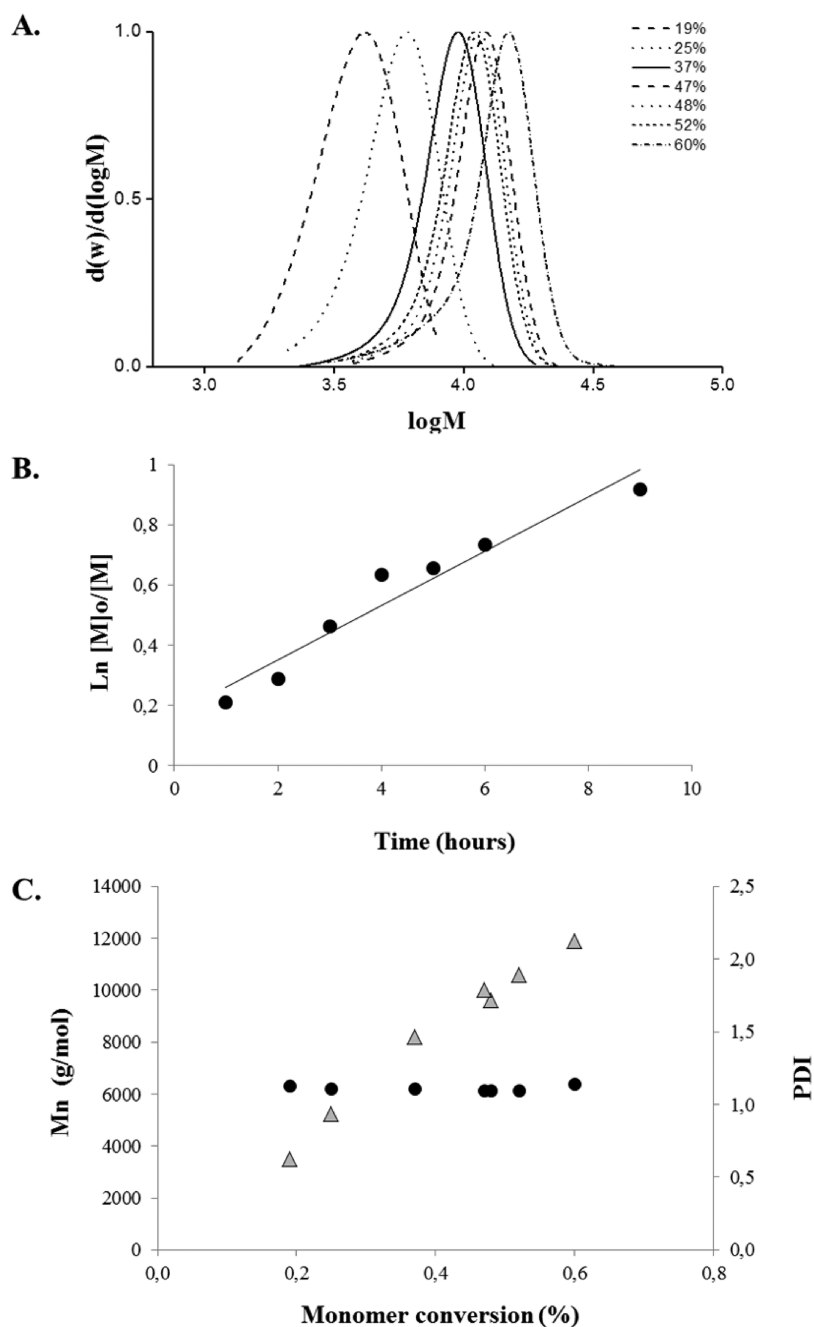 A.
1.0
0.5
0.0
d(w)/d(logM)
3.0 3.5 4.0 4.5 5.0
logM
19%
25%
37%
47%
48%
52%
60%
B.
1
0,8
0,6
0,4
0,2
0
Ln [M]o/[M]
0 2 4 6 8 10
Time (hours)
C.
14000
12000
10000
8000
6000
4000
2000
0
Mn (g/mol)
2,5
2,0
1,5
1,0
0,5
0,0
PDI
0,0 0,2 0,4 0,6 0,8
Monomer conversion (%)